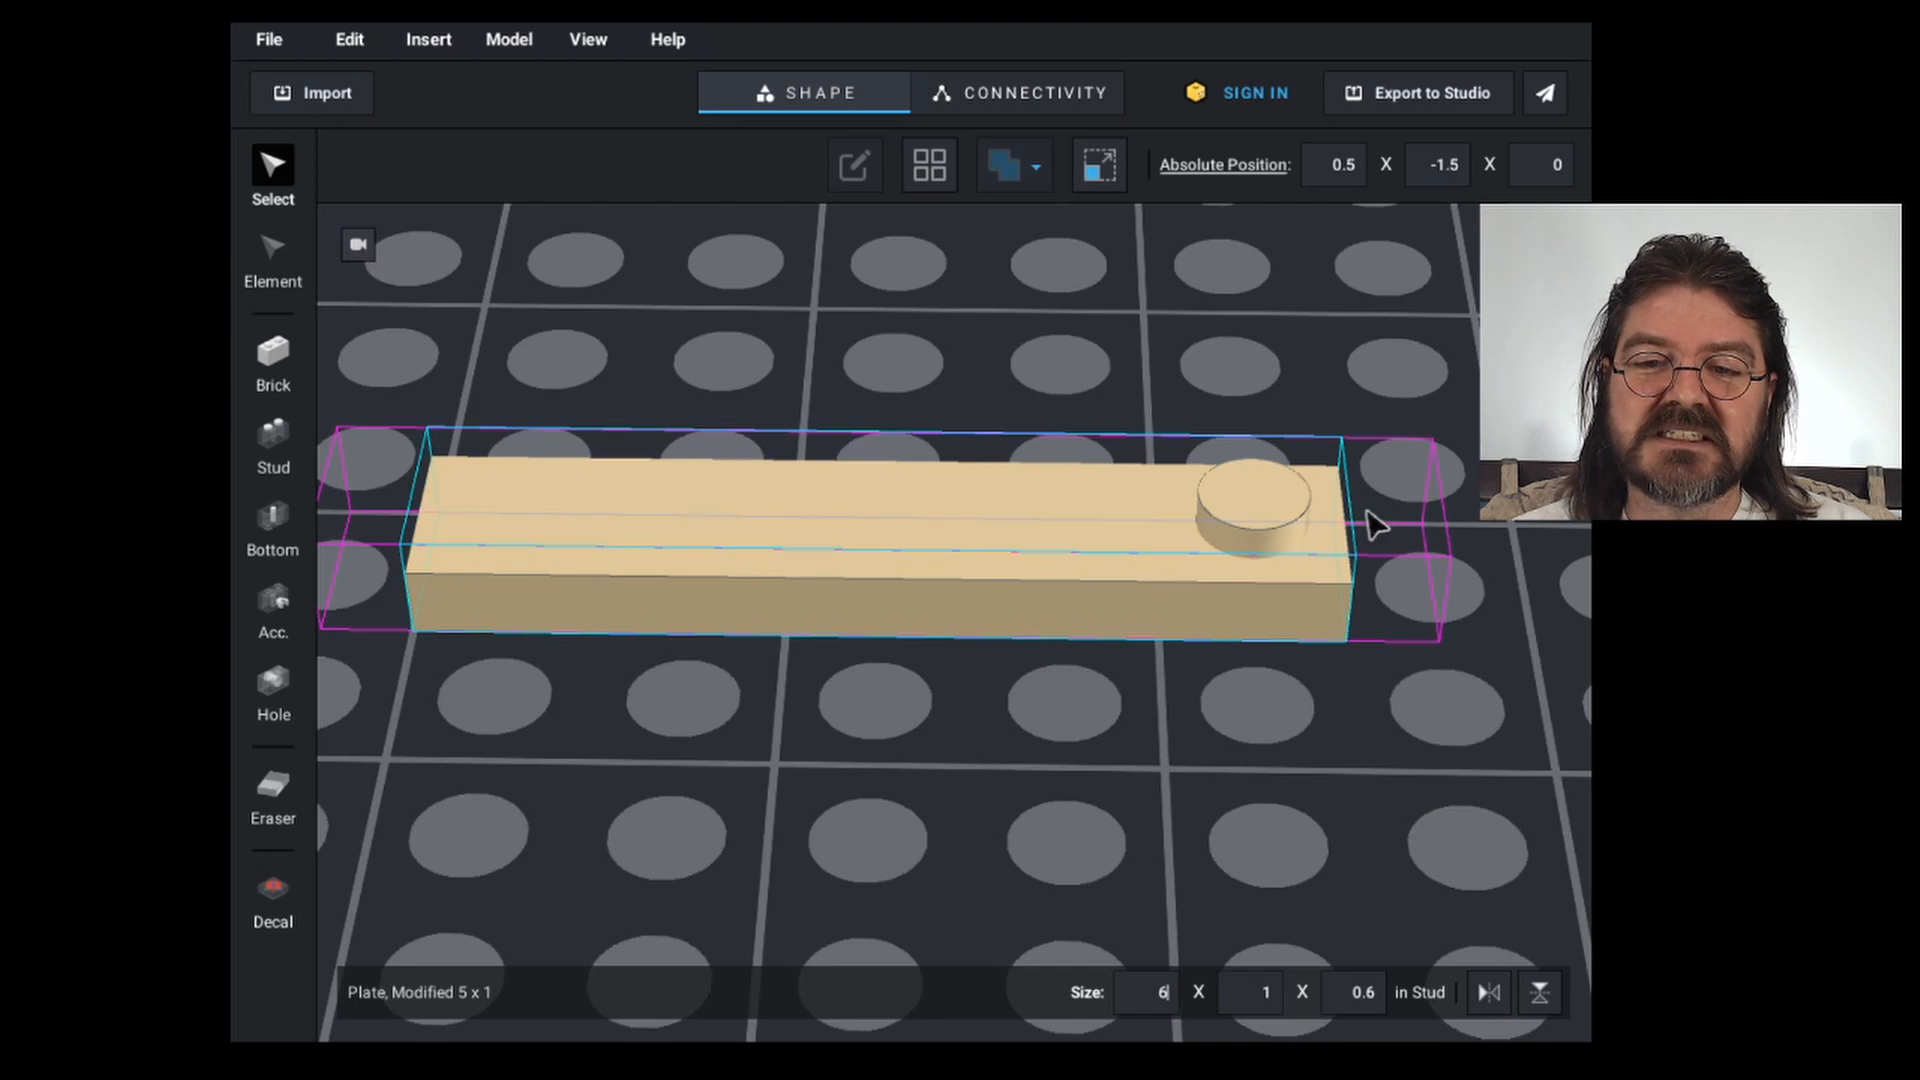 File Edit Insert Model View Help
Import SHAPE CONNECTIVITY SIGN IN Export to Studio
Absolute Position: 0.5 X -1.5 X 0
Select
Element
Brick
Stud
Bottom
Acc.
Hole
Eraser
Decal
Plate, Modified 5 x 1 Size: 6 X 1 X 0.6 in Stud